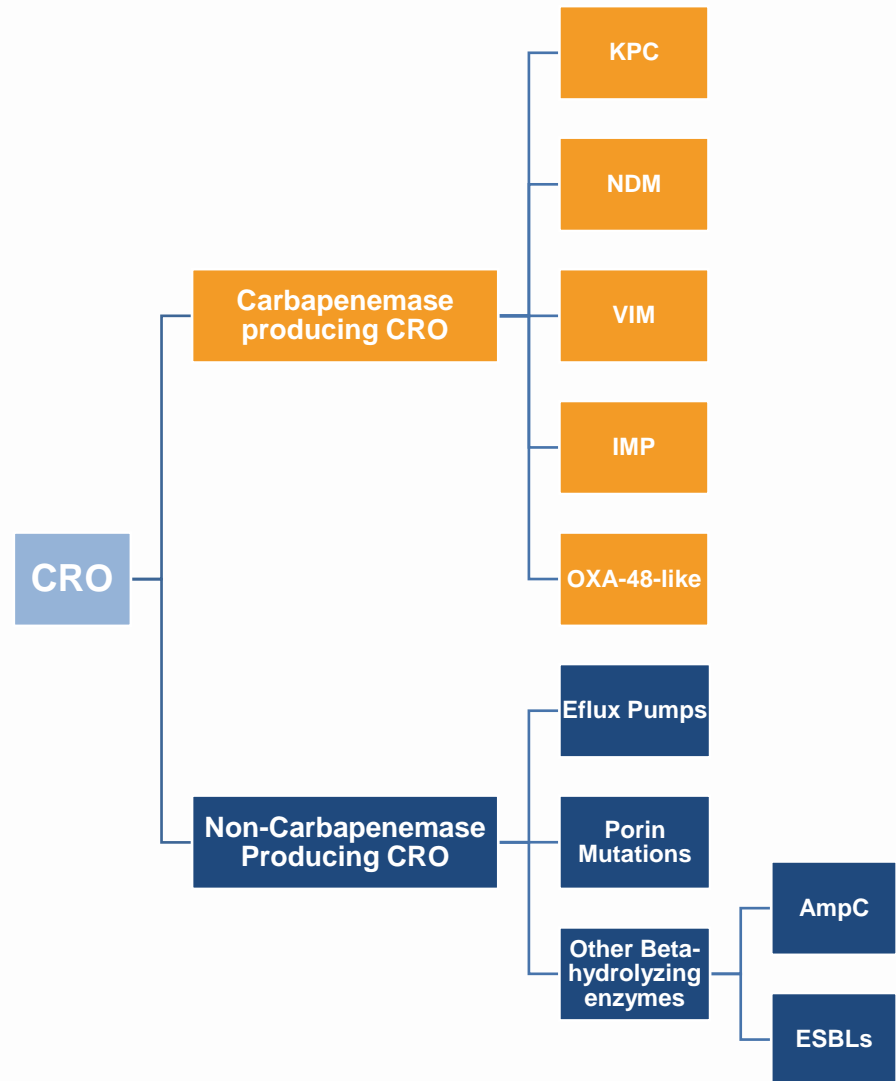 KPC
NDM
Carbapenemase
producing CRO
VIM
IMP
CRO
OXA-48-like
Eflux Pumps
Non-Carbapenemase
Producing CRO
Porin
Mutations
AmpC
Other Beta-
hydrolyzing
enzymes
ESBLs